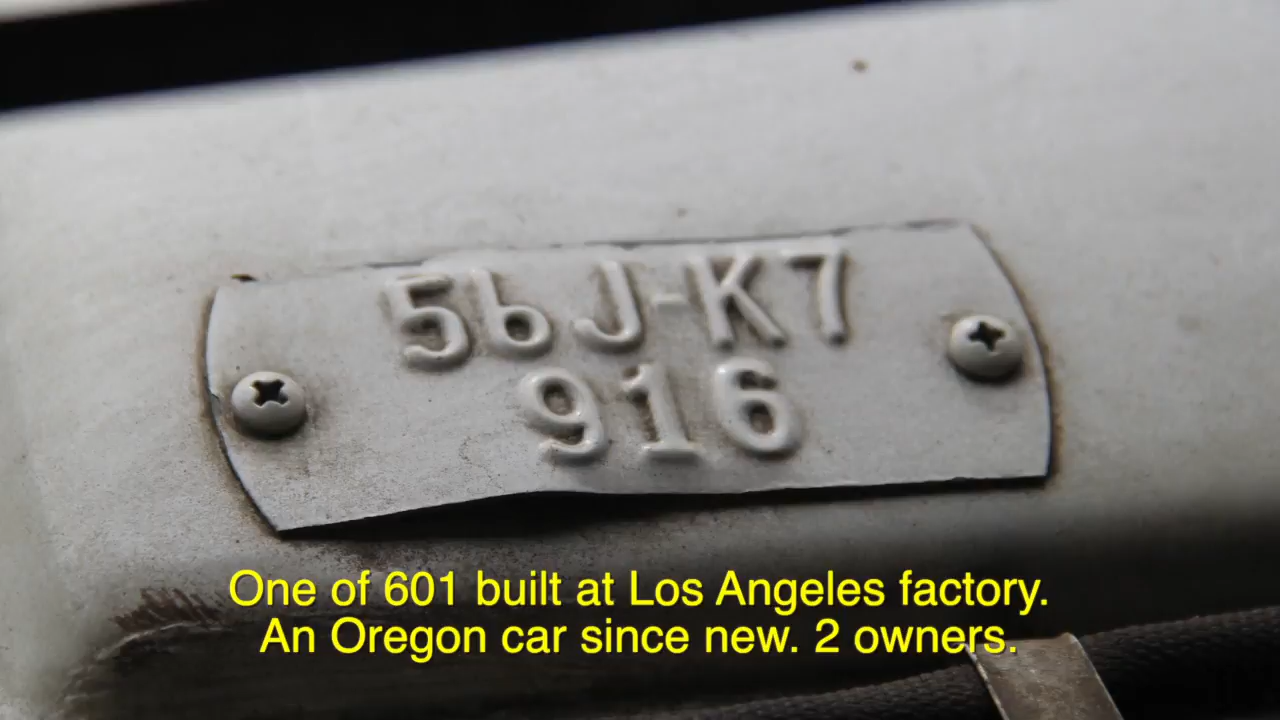 56J-K7
916
One of 601 built at Los Angeles factory.
An Oregon car since new. 2 owners.